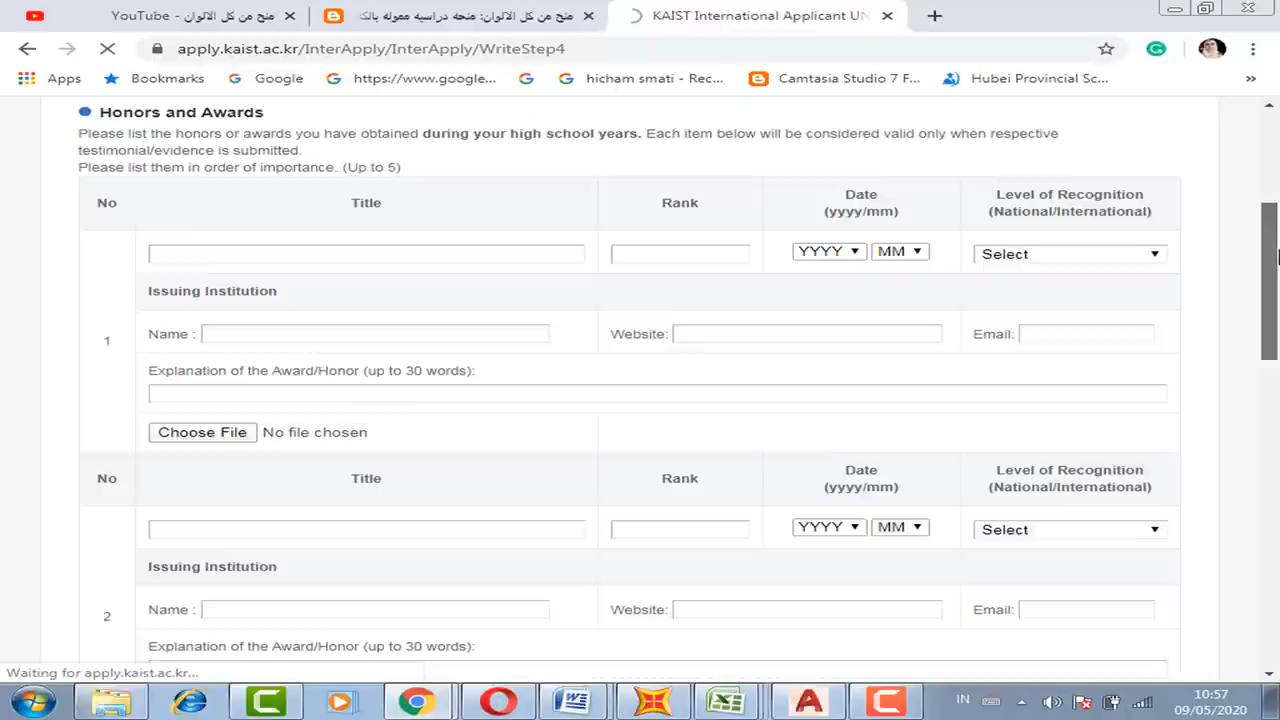 YouTube - منح من كل الالوان
منح من كل الالوان: منحه دراسيه مموله بالك
KAIST International Applicant UN
apply.kaist.ac.kr/InterApply/InterApply/WriteStep4
Apps Bookmarks Google https://www.google... hicham smati - Rec... Camtasia Studio 7 F... Hubei Provincial Sc... »
Honors and Awards
Please list the honors or awards you have obtained during your high school years. Each item below will be considered valid only when respective
testimonial/evidence is submitted.
Please list them in order of importance. (Up to 5)
No Title Rank Date (yyyy/mm) Level of Recognition (National/International)
YYYY MM Select
Issuing Institution
1
Name : Website: Email:
Explanation of the Award/Honor (up to 30 words):
Choose File No file chosen
No Title Rank Date (yyyy/mm) Level of Recognition (National/International)
YYYY MM Select
Issuing Institution
2
Name : Website: Email:
Explanation of the Award/Honor (up to 30 words):
Waiting for apply.kaist.ac.kr...
IN
10:57
09/05/2020